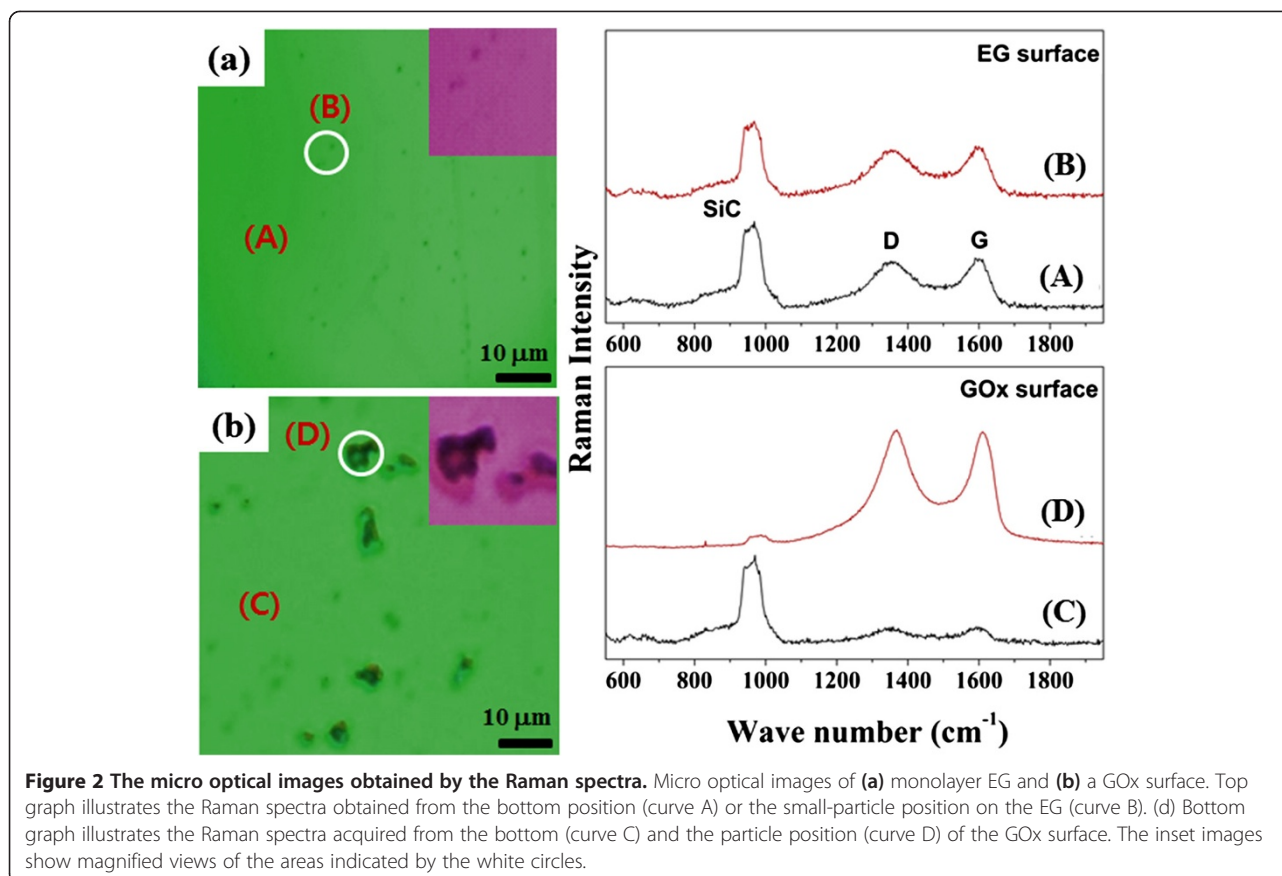 (a)
(B)
(A)
10 μm
EG surface
(B)
SiC
D
G
(A)
600 800 1000 1200 1400 1600 1800
Raman Intensity
(b)
(D)
(C)
10 μm
GOx surface
(D)
(C)
600 800 1000 1200 1400 1600 1800
Wave number (cm⁻¹)
Figure 2 The micro optical images obtained by the Raman spectra. Micro optical images of (a) monolayer EG and (b) a GOx surface. Top
graph illustrates the Raman spectra obtained from the bottom position (curve A) or the small-particle position on the EG (curve B). (d) Bottom
graph illustrates the Raman spectra acquired from the bottom (curve C) and the particle position (curve D) of the GOx surface. The inset images
show magnified views of the areas indicated by the white circles.